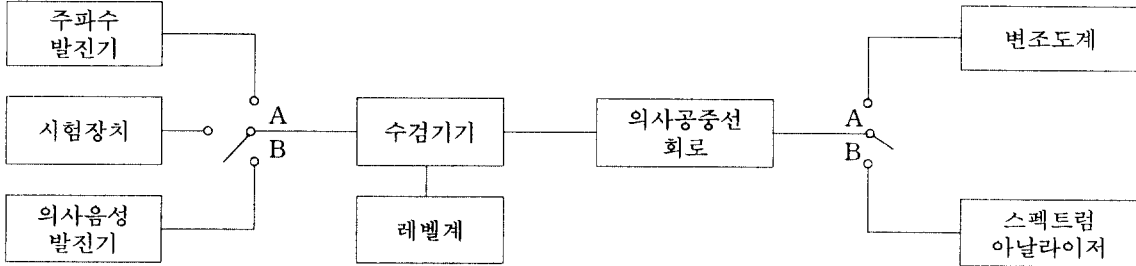 주파수
발진기
시험장치
의사음성
발진기
A
B
수검기기
레벨계
의사공중선
회로
A
B
변조도계
스펙트럼
아날라이저